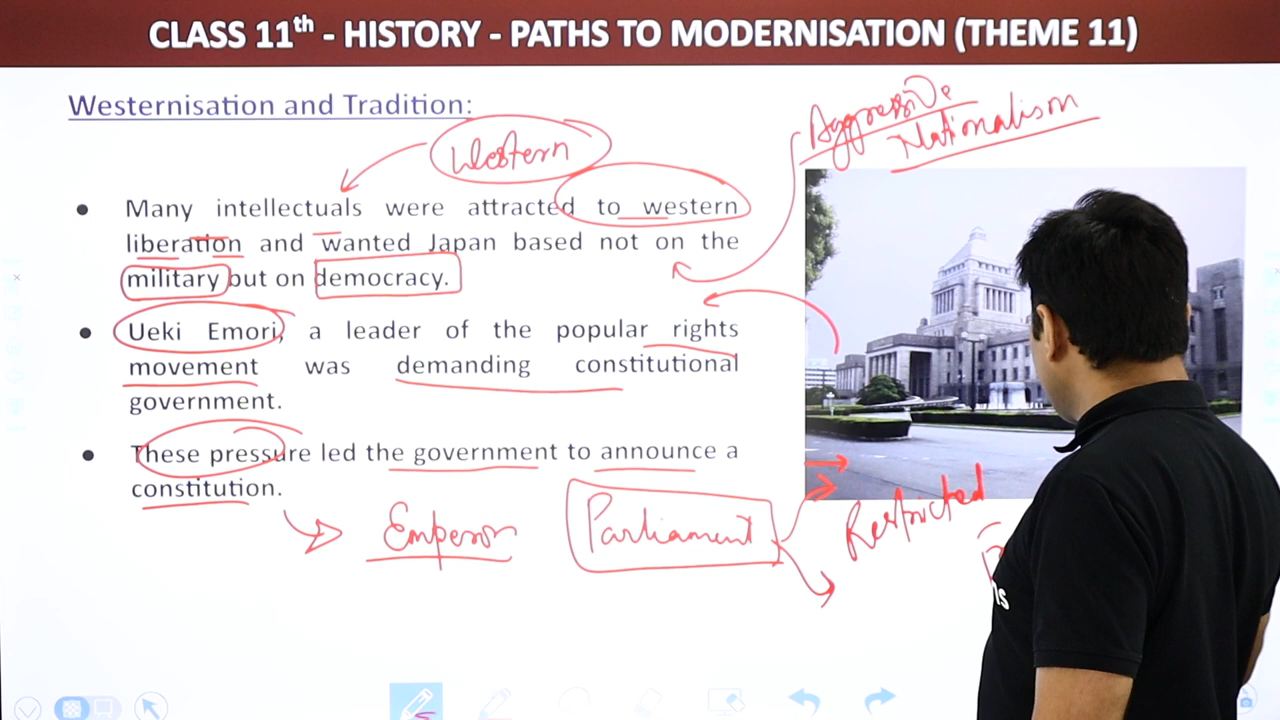 CLASS 11th - HISTORY - PATHS TO MODERNISATION (THEME 11)
Westernisation and Tradition:
Aggressive
Nationalism
Western
Many intellectuals were attracted to western
liberation and wanted Japan based not on the
military but on democracy.
Ueki Emori, a leader of the popular rights
movement was demanding constitutional
government.
These pressure led the government to announce a
constitution.
Emperor
Parliament
Restricted